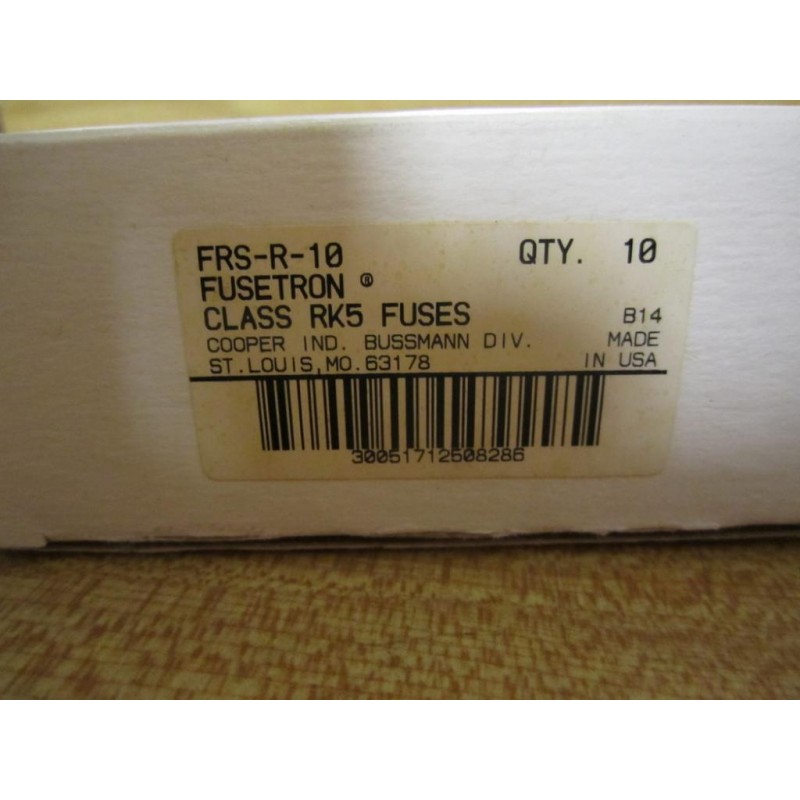 FRS-R-10 QTY. 10
FUSETRON ®
CLASS RK5 FUSES B14
COOPER IND. BUSSMANN DIV. MADE
ST.LOUIS,MO.63178 IN USA
30051712508286